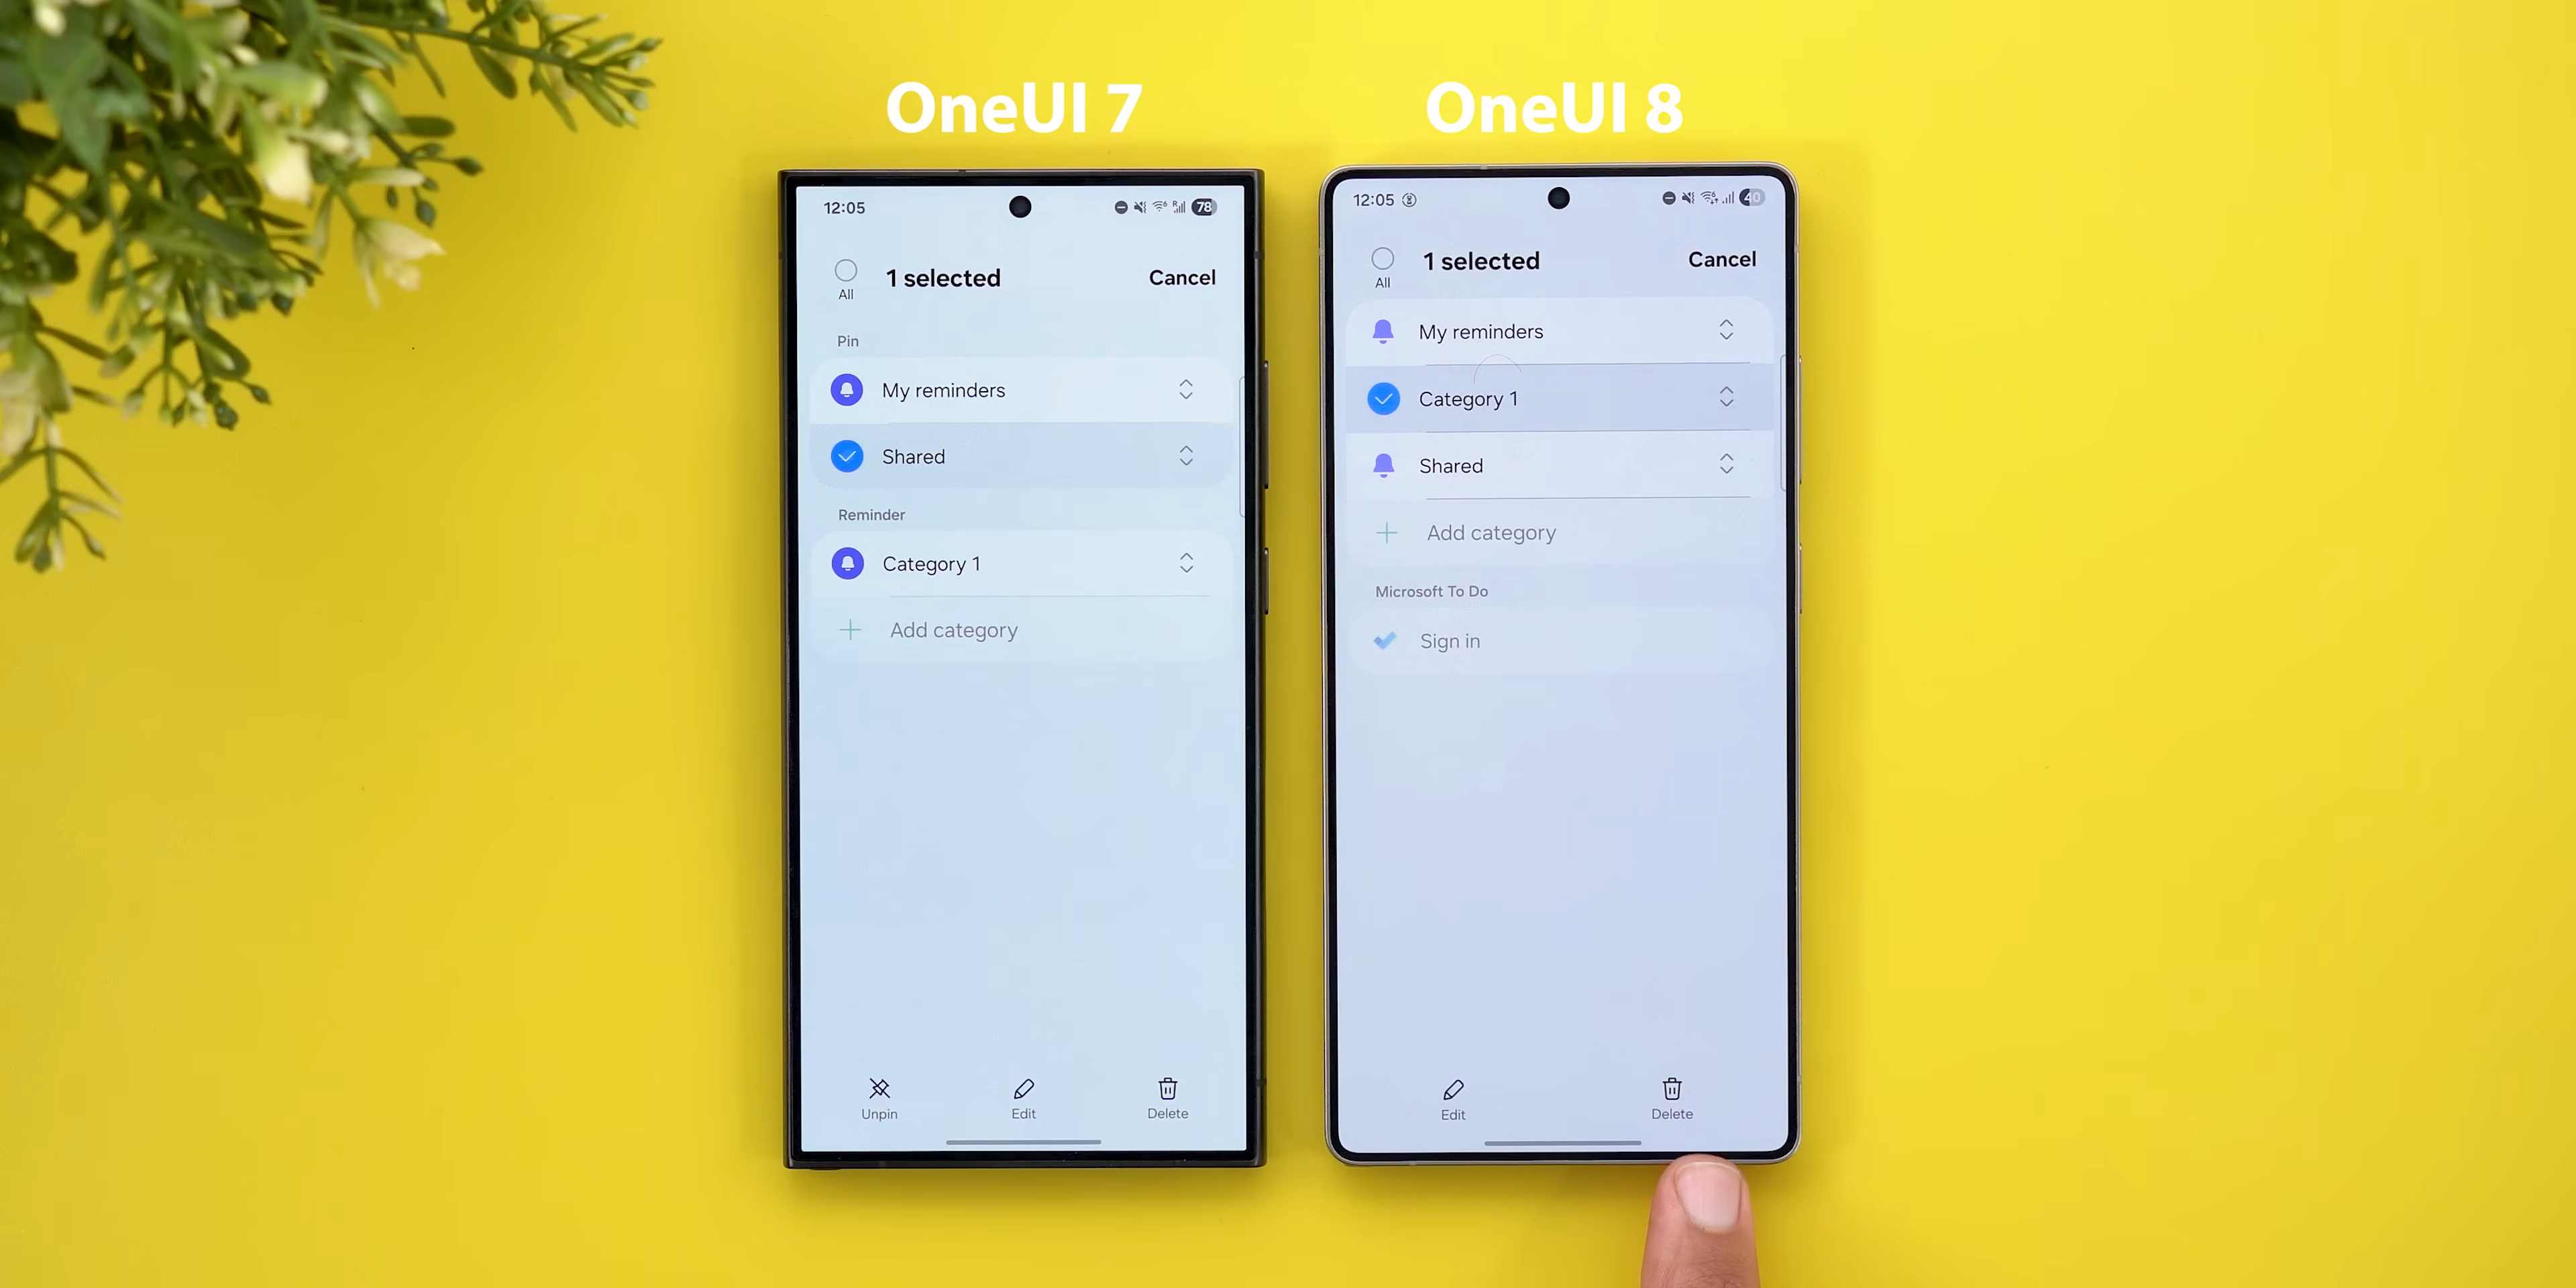 OneUI 7
12:05
78
All
1 selected
Cancel
Pin
My reminders
Shared
Reminder
Category 1
Add category
Unpin
Edit
Delete
OneUI 8
12:05
40
All
1 selected
Cancel
My reminders
Category 1
Shared
Add category
Microsoft To Do
Sign in
Edit
Delete